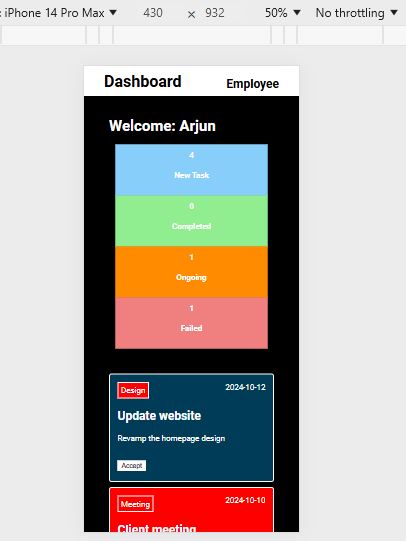 iPhone 14 Pro Max ▼ 430 × 932 50% ▼ No throttling ▼
Dashboard Employee
Welcome: Arjun
4
New Task
0
Completed
1
Ongoing
1
Failed
Design 2024-10-12
Update website
Revamp the homepage design
Accept
Meeting 2024-10-10
Client meeting